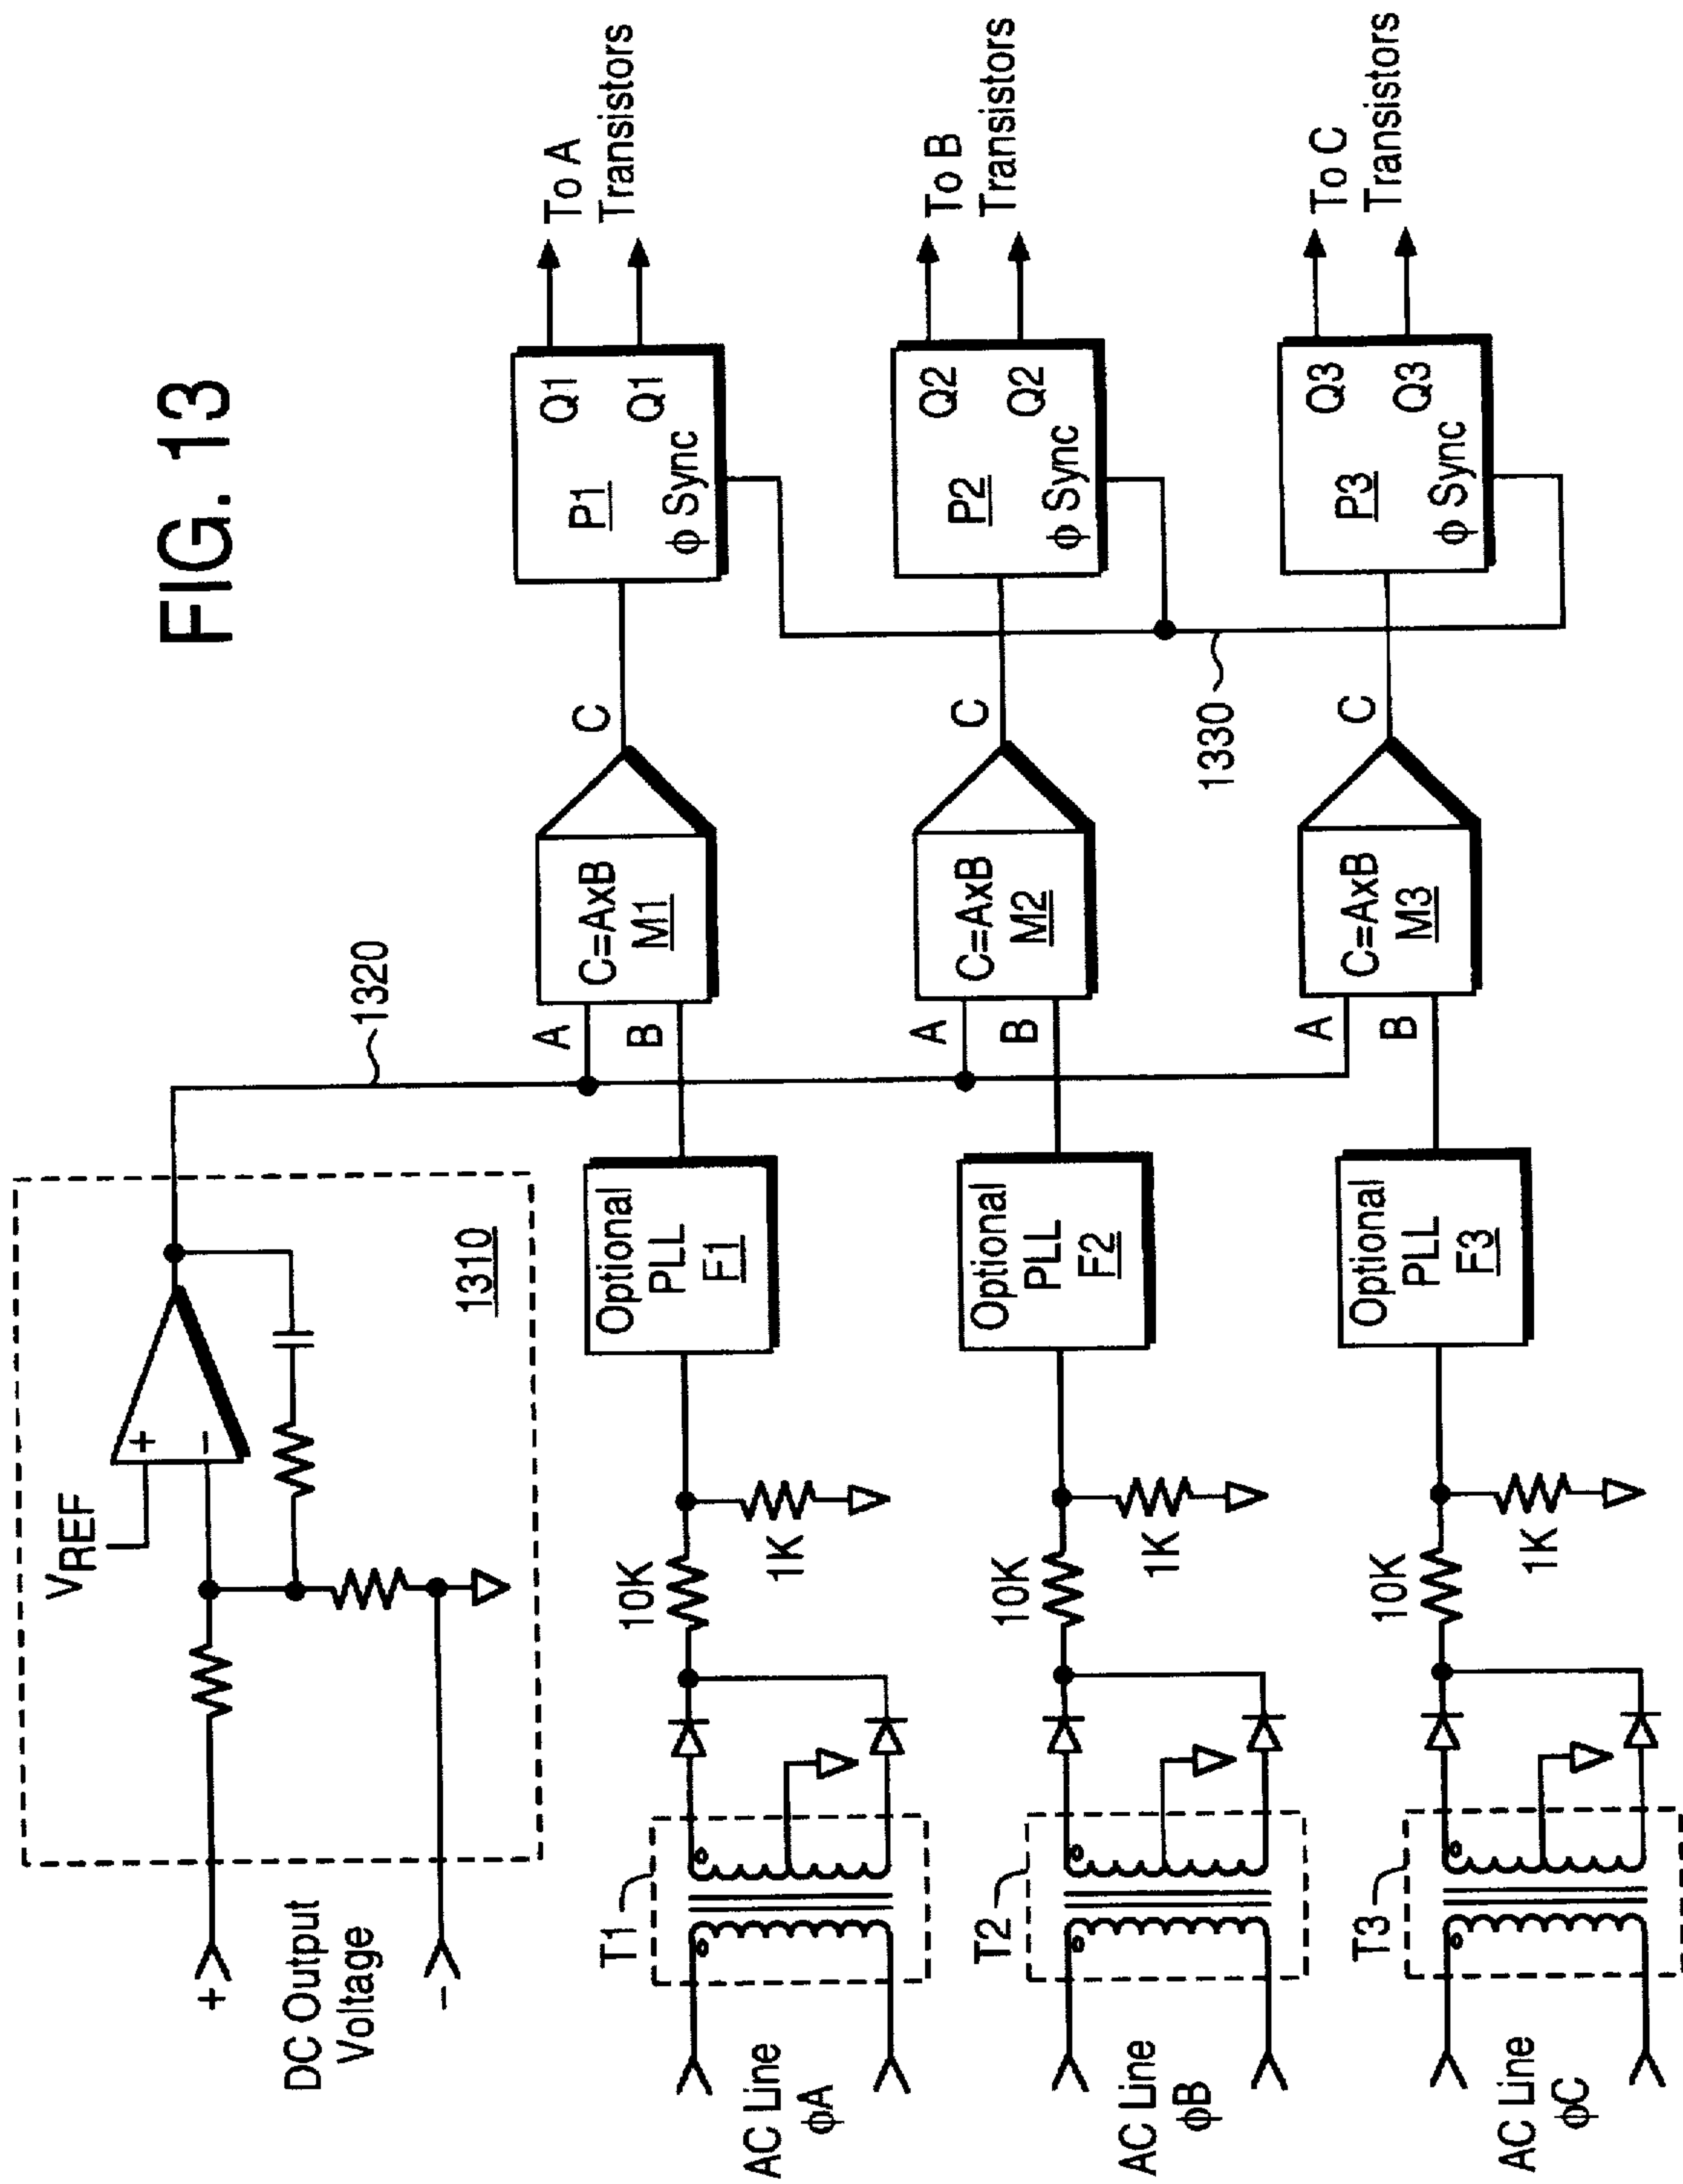 FIG. 13
VREF
+
-
1310
1320
+
DC Output
Voltage
-
T1
AC Line
ϕA
10K
1K
Optional
PLL
F1
A
B
C=AxB
M1
C
P1
Q1
Q1
ϕ Sync
To A
Transistors
T2
AC Line
ϕB
10K
1K
Optional
PLL
F2
A
B
C=AxB
M2
C
P2
Q2
Q2
ϕ Sync
To B
Transistors
1330
T3
AC Line
ϕC
10K
1K
Optional
PLL
F3
A
B
C=AxB
M3
C
P3
Q3
Q3
ϕ Sync
To C
Transistors